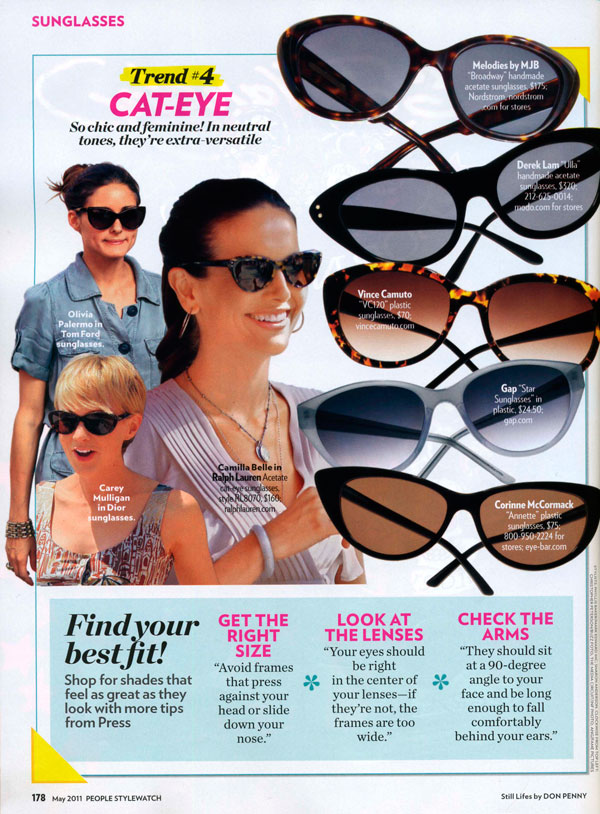 SUNGLASSES
Trend #4
CAT-EYE
So chic and feminine! In neutral
tones, they're extra-versatile
Melodies by MJB
"Broadway" handmade
acetate sunglasses, $175;
Nordstrom, nordstrom
.com for stores
Derek Lam "Ulla"
handmade acetate
sunglasses, $320;
212-625-0014;
modo.com for stores
Vince Camuto
"VC120" plastic
sunglasses, $70;
vincecamuto.com
Gap "Star
Sunglasses" in
plastic, $24.50;
gap.com
Corinne McCormack
"Annette" plastic
sunglasses, $75;
800-950-2224 for
stores; eye-bar.com
Olivia
Palermo in
Tom Ford
sunglasses.
Carey
Mulligan
in Dior
sunglasses.
Camilla Belle in
Ralph Lauren Acetate
cat-eye sunglasses,
style RL8070, $160;
ralphlauren.com
Find your
best fit!
Shop for shades that
feel as great as they
look with more tips
from Press
GET THE
RIGHT
SIZE
"Avoid frames
that press
against your
head or slide
down your
nose."
*
LOOK AT
THE LENSES
"Your eyes should
be right
in the center of
your lenses—if
they're not, the
frames are too
wide."
*
CHECK THE
ARMS
"They should sit
at a 90-degree
angle to your
face and be long
enough to fall
comfortably
behind your ears."
178 May 2011 PEOPLE STYLEWATCH
Still Lifes by DON PENNY